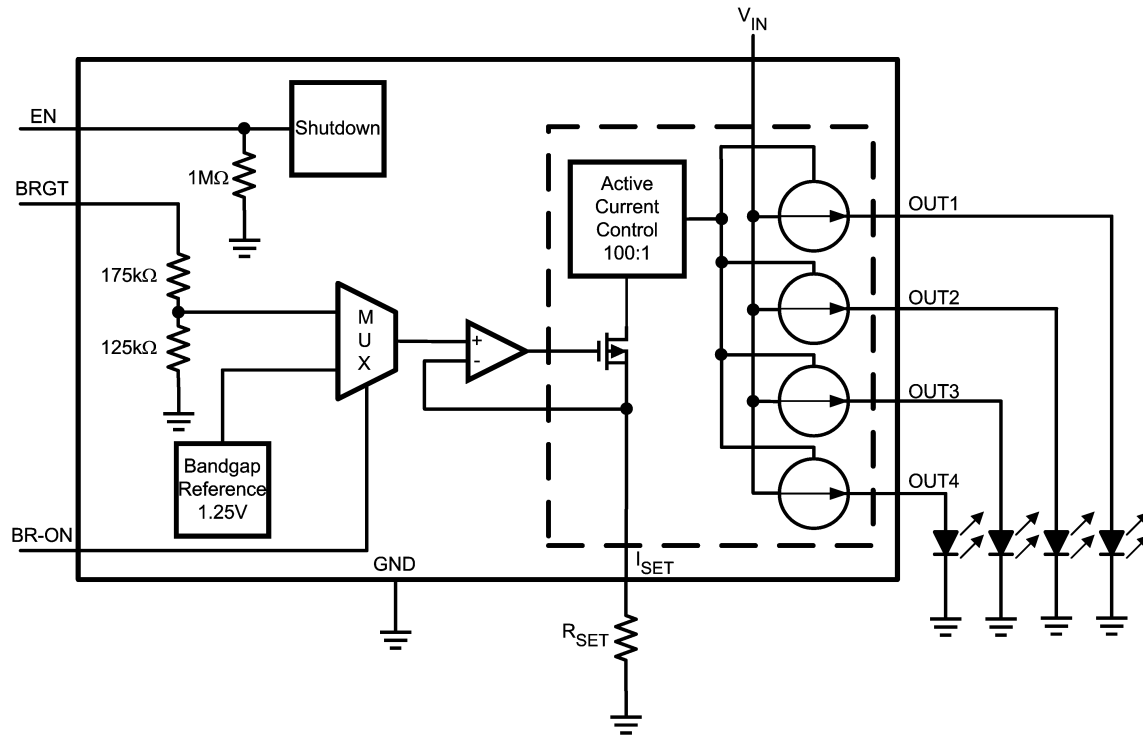 V_IN
EN
Shutdown
1MΩ
BRGT
Active
Current
Control
100:1
OUT1
175kΩ
OUT2
M
U
X
125kΩ
+
-
OUT3
Bandgap
Reference
1.25V
OUT4
BR-ON
GND
I_SET
R_SET